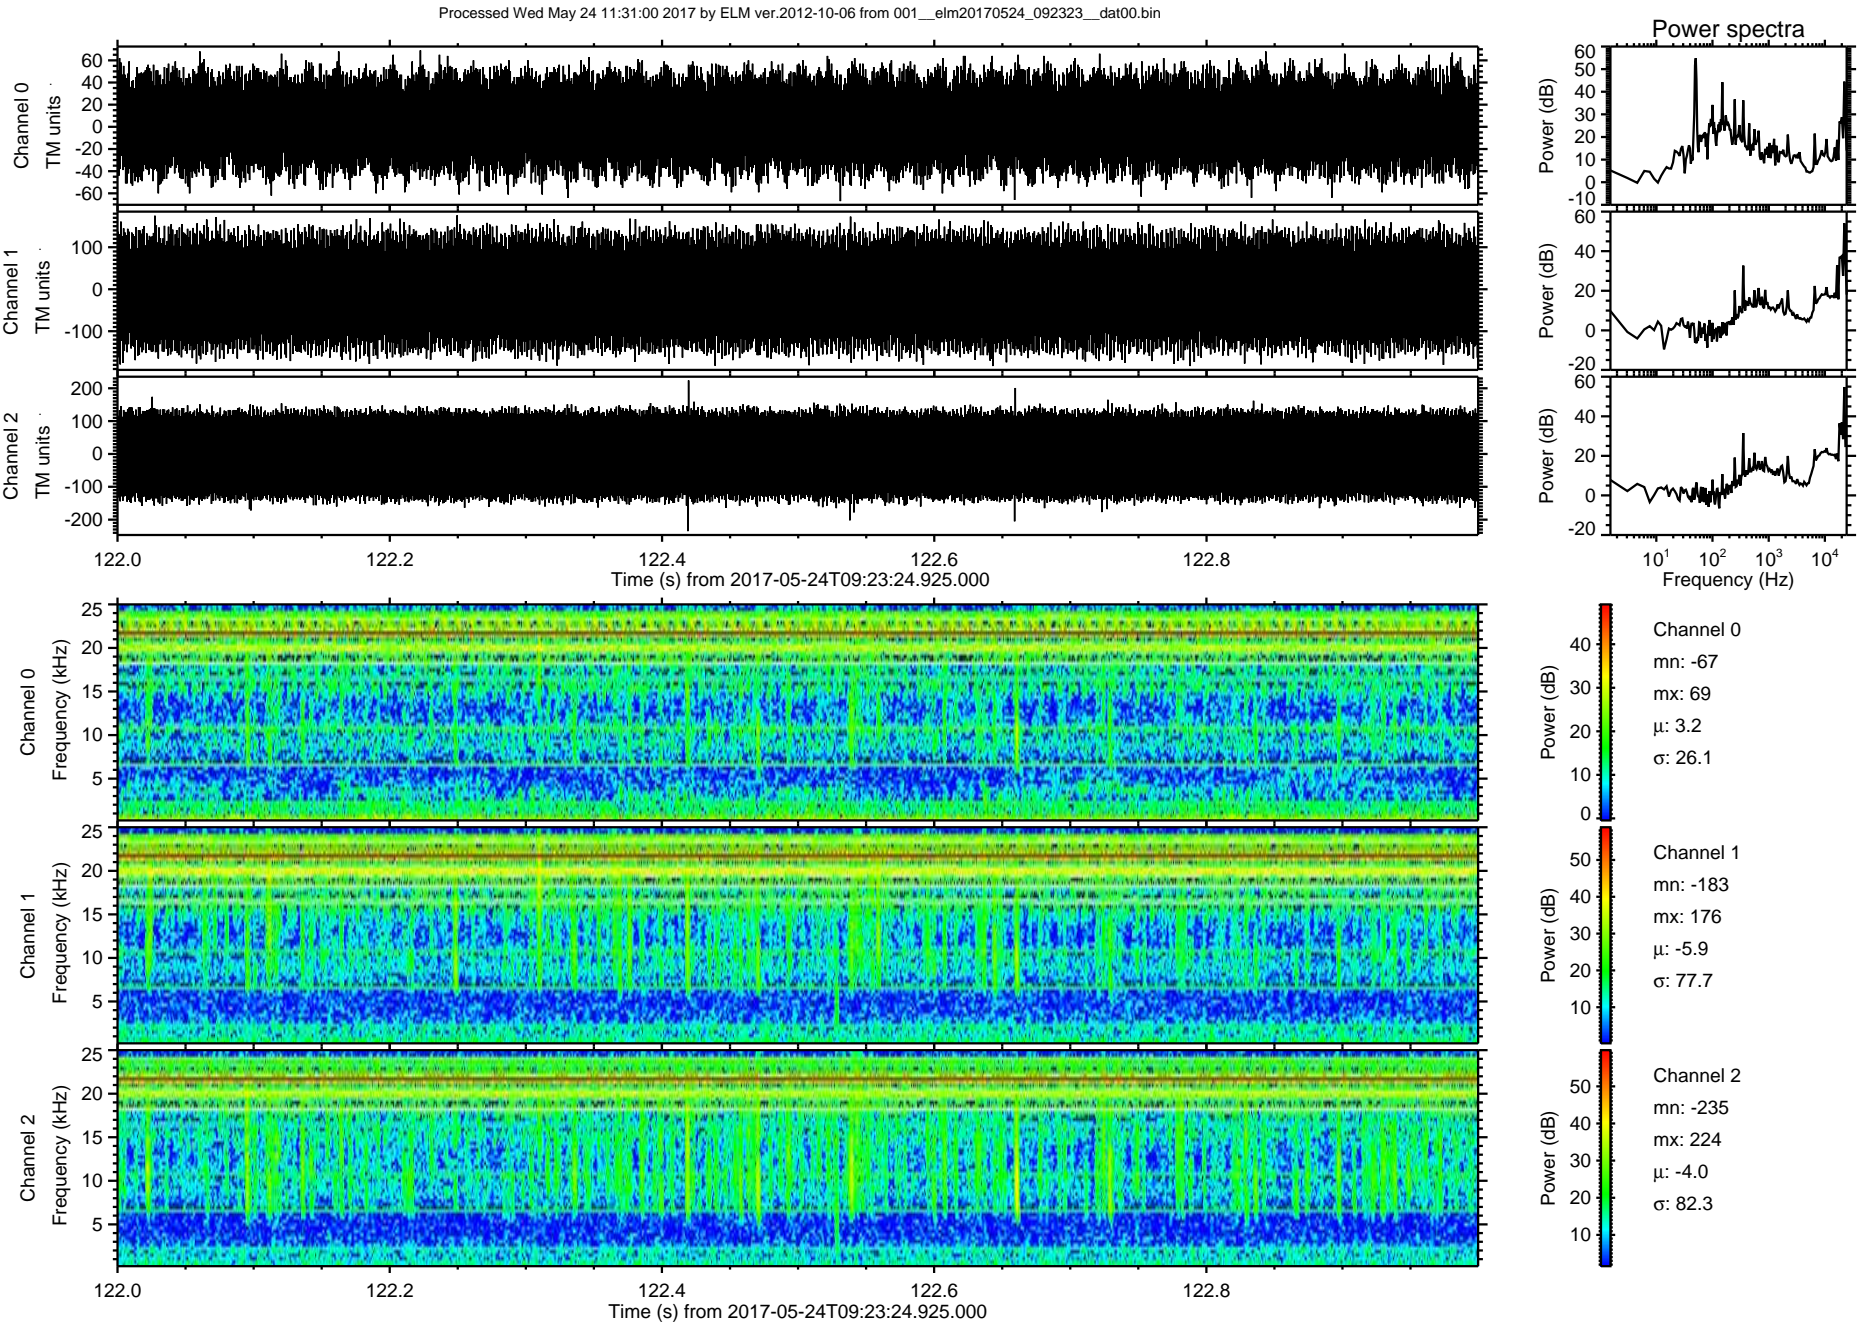 Processed Wed May 24 11:31:00 2017 by ELM ver.2012-10-06 from 001__elm20170524_092323__dat00.bin
Power spectra
Channel 0
TM units
60
40
20
0
-20
-40
-60
Power (dB)
60
50
40
30
20
10
0
-10
Channel 1
TM units
100
0
-100
Power (dB)
60
40
20
0
-20
Channel 2
TM units
200
100
0
-100
-200
Power (dB)
60
40
20
0
-20
122.0 122.2 122.4 122.6 122.8
Time (s) from 2017-05-24T09:23:24.925.000
10^1 10^2 10^3 10^4
Frequency (Hz)
Channel 0
Frequency (kHz)
25
20
15
10
5
Power (dB)
40
30
20
10
0
Channel 0
mn: -67
mx: 69
μ: 3.2
σ: 26.1
Channel 1
Frequency (kHz)
25
20
15
10
5
Power (dB)
50
40
30
20
10
Channel 1
mn: -183
mx: 176
μ: -5.9
σ: 77.7
Channel 2
Frequency (kHz)
25
20
15
10
5
Power (dB)
50
40
30
20
10
Channel 2
mn: -235
mx: 224
μ: -4.0
σ: 82.3
122.0 122.2 122.4 122.6 122.8
Time (s) from 2017-05-24T09:23:24.925.000